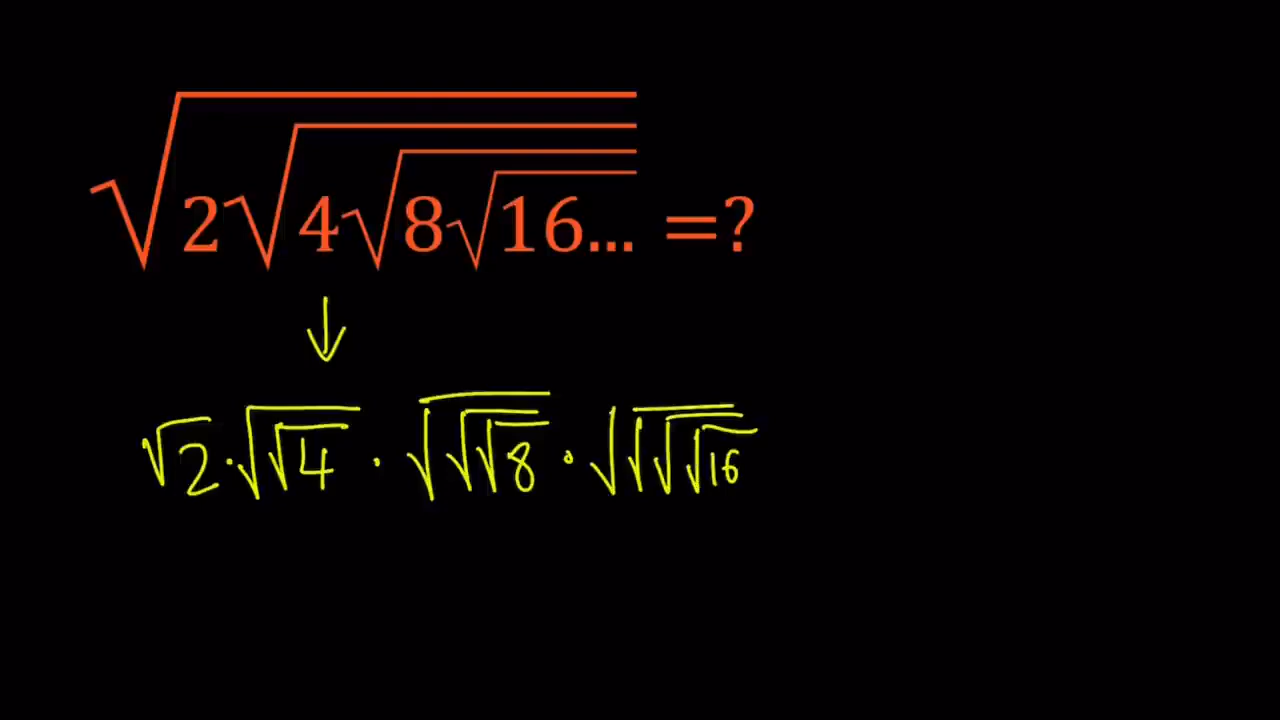 √2√4√8√16... =?
↓
√2 · √√4 · √√√8 · √√√√16